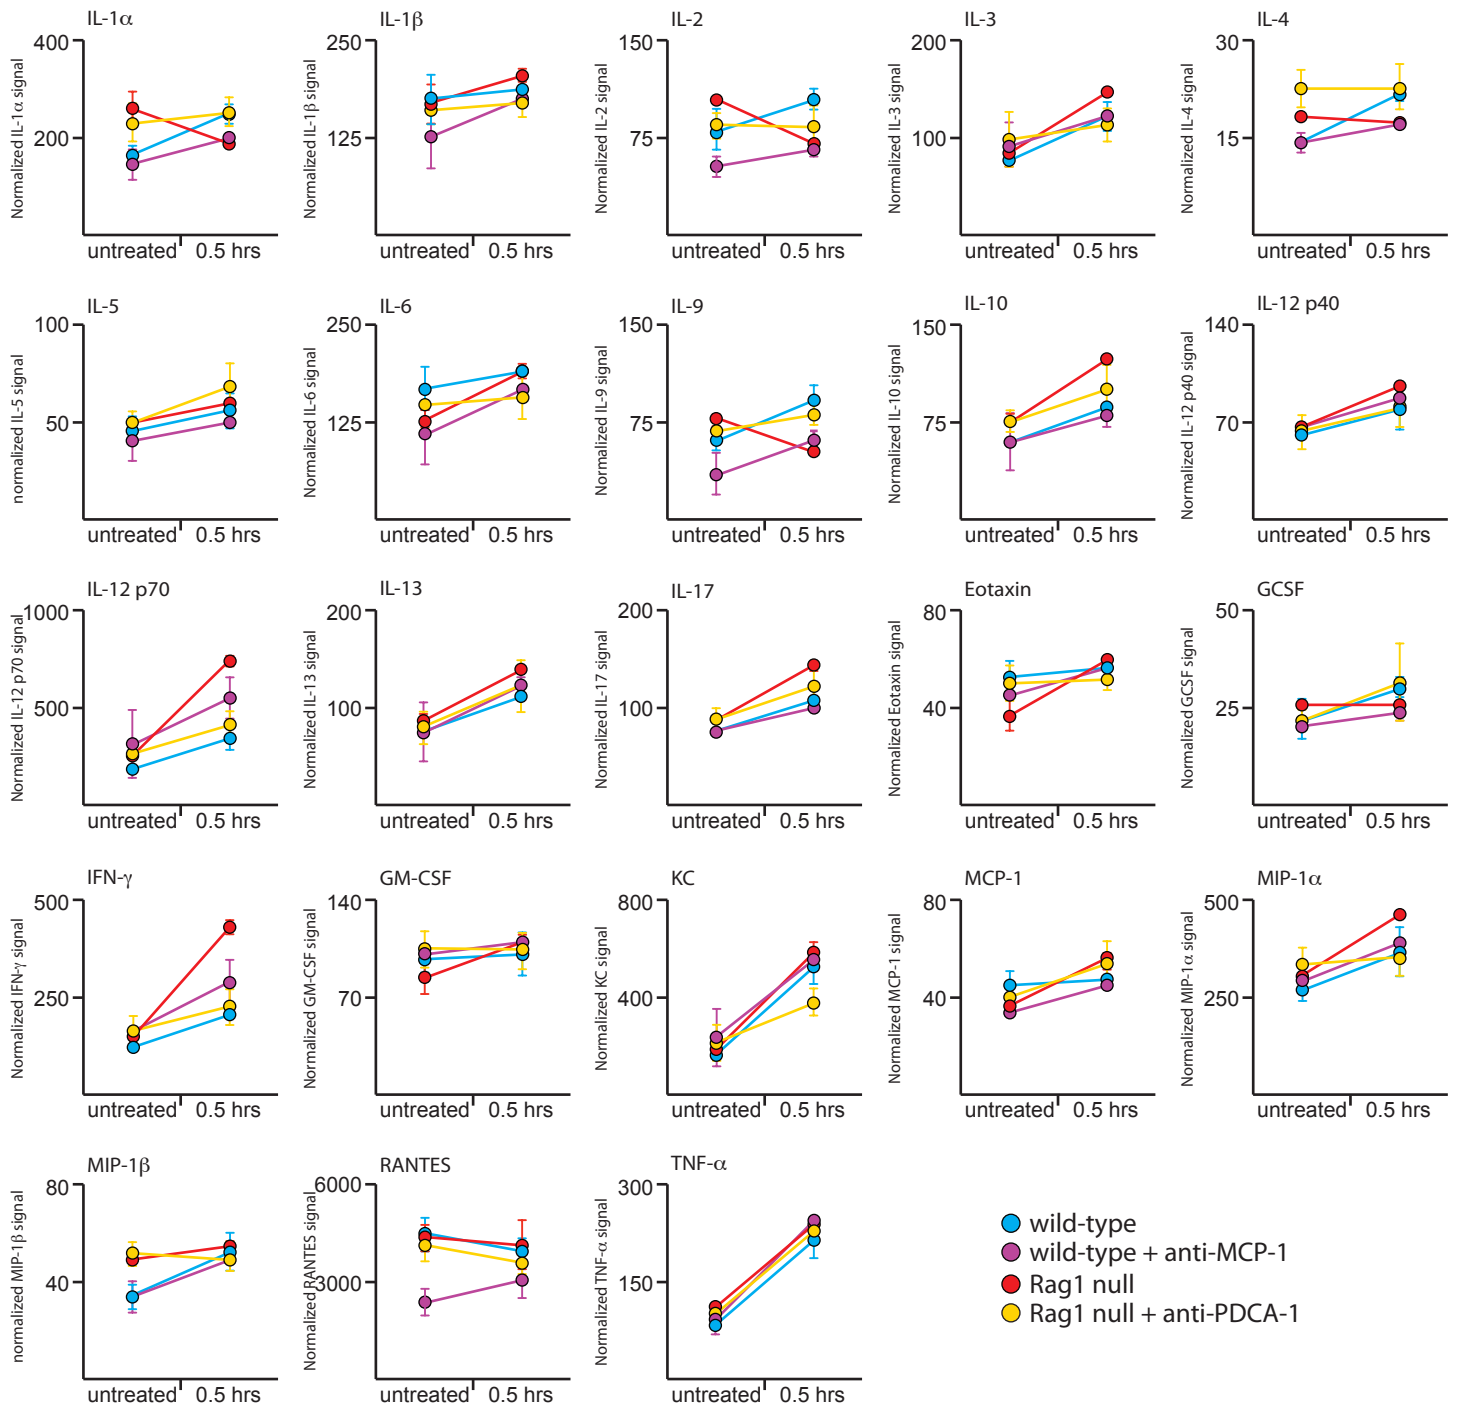 IL-1α
400
200
Normalized IL-1α signal
untreated 0.5 hrs
IL-1β
250
125
Normalized IL-1β signal
untreated 0.5 hrs
IL-2
150
75
Normalized IL-2 signal
untreated 0.5 hrs
IL-3
200
100
Normalized IL-3 signal
untreated 0.5 hrs
IL-4
30
15
Normalized IL-4 signal
untreated 0.5 hrs
IL-5
100
50
normalized IL-5 signal
untreated 0.5 hrs
IL-6
250
125
Normalized IL-6 signal
untreated 0.5 hrs
IL-9
150
75
Normalized IL-9 signal
untreated 0.5 hrs
IL-10
150
75
Normalized IL-10 signal
untreated 0.5 hrs
IL-12 p40
140
70
Normalized IL-12 p40 signal
untreated 0.5 hrs
IL-12 p70
1000
500
Normalized IL-12 p70 signal
untreated 0.5 hrs
IL-13
200
100
Normalized IL-13 signal
untreated 0.5 hrs
IL-17
200
100
Normalized IL-17 signal
untreated 0.5 hrs
Eotaxin
80
40
Normalized Eotaxin signal
untreated 0.5 hrs
GCSF
50
25
Normalized GCSF signal
untreated 0.5 hrs
IFN-γ
500
250
Normalized IFN-γ signal
untreated 0.5 hrs
GM-CSF
140
70
Normalized GM-CSF signal
untreated 0.5 hrs
KC
800
400
Normalized KC signal
untreated 0.5 hrs
MCP-1
80
40
Normalized MCP-1 signal
untreated 0.5 hrs
MIP-1α
500
250
Normalized MIP-1α signal
untreated 0.5 hrs
MIP-1β
80
40
normalized MIP-1β signal
untreated 0.5 hrs
RANTES
6000
3000
Normalized RANTES signal
untreated 0.5 hrs
TNF-α
300
150
Normalized TNF-α signal
untreated 0.5 hrs
wild-type
wild-type + anti-MCP-1
Rag1 null
Rag1 null + anti-PDCA-1